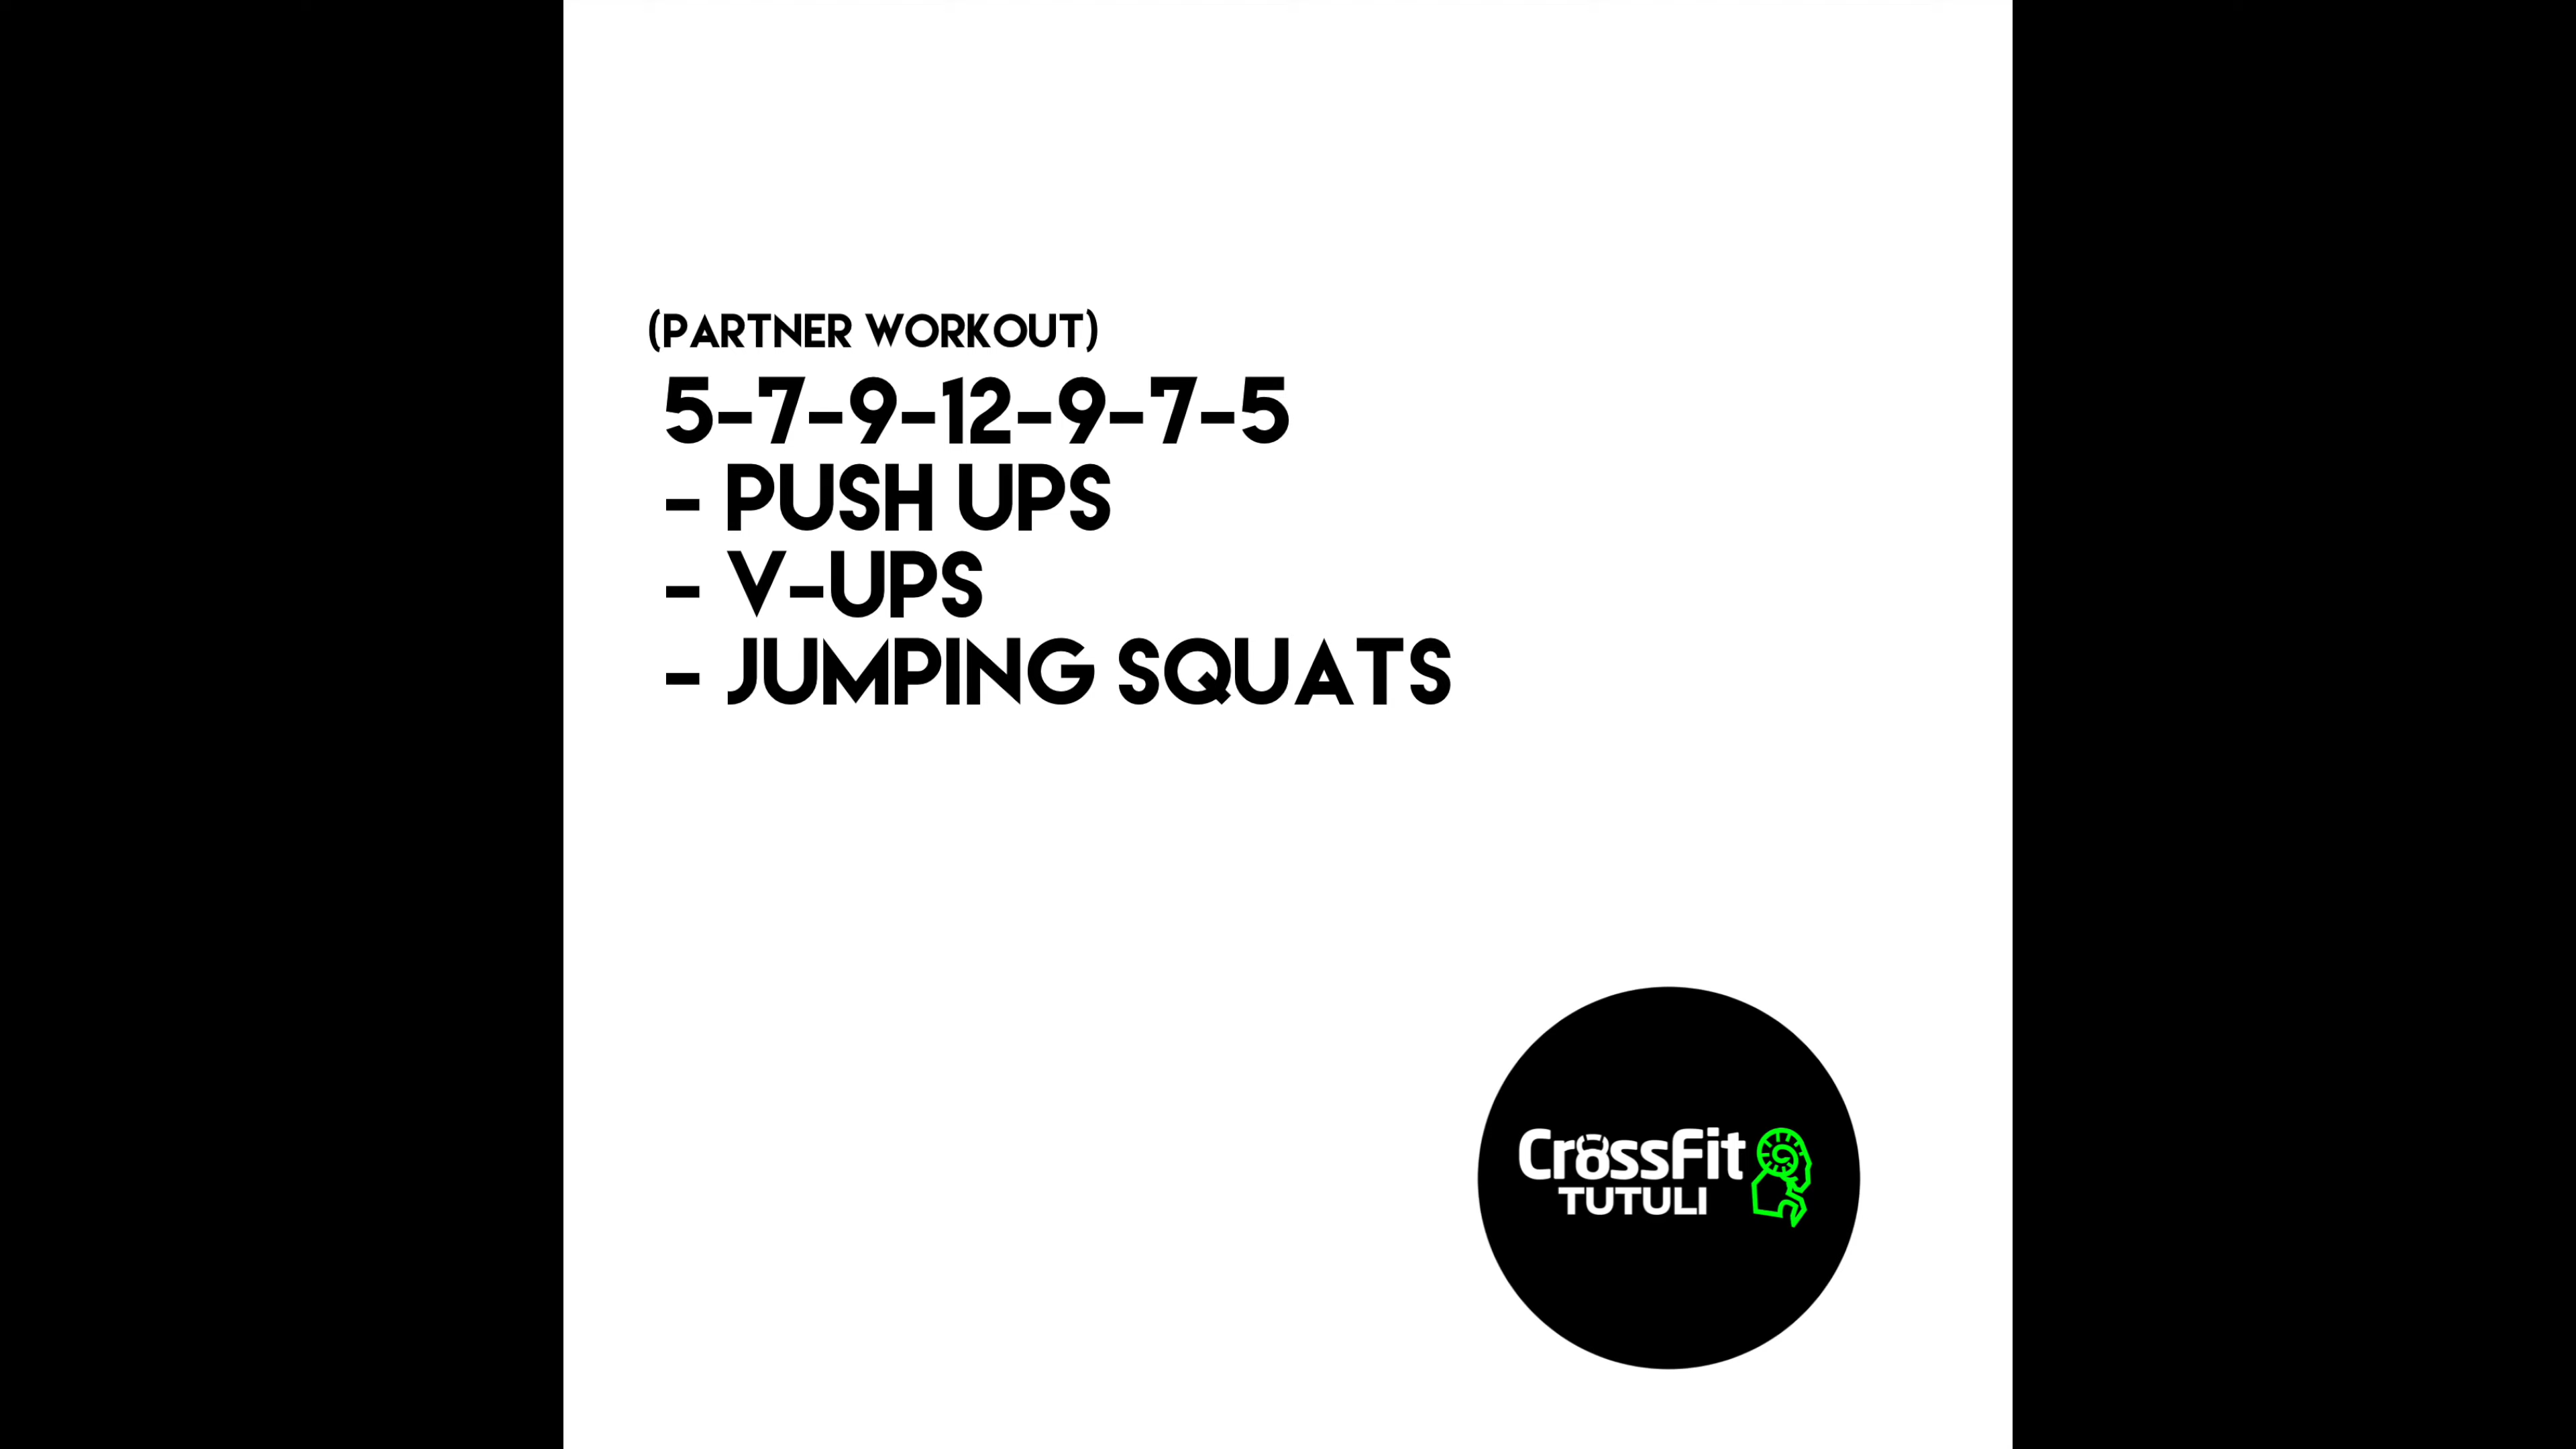 (PARTNER WORKOUT)
5-7-9-12-9-7-5
- PUSH UPS
- V-UPS
- JUMPING SQUATS
CrossFit
TUTULI